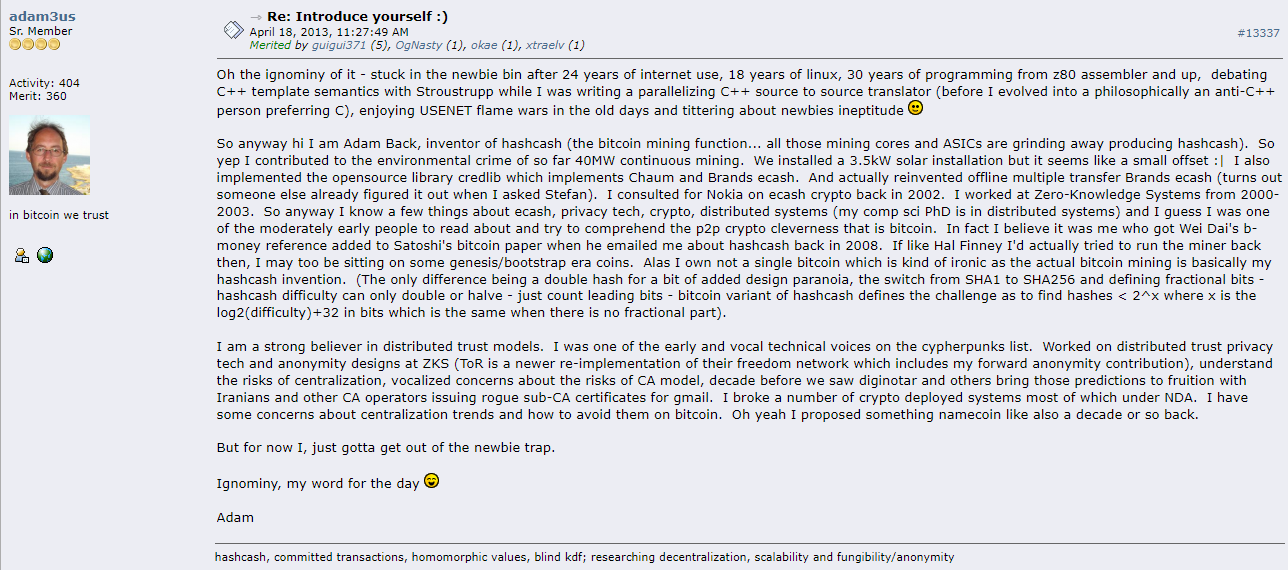 adam3us
Sr. Member
Activity: 404
Merit: 360
in bitcoin we trust
→ Re: Introduce yourself :)
April 18, 2013, 11:27:49 AM
Merited by guigui371 (5), OgNasty (1), okae (1), xtraelv (1)
#13337
Oh the ignominy of it - stuck in the newbie bin after 24 years of internet use, 18 years of linux, 30 years of programming from z80 assembler and up,  debating
C++ template semantics with Stroustrupp while I was writing a parallelizing C++ source to source translator (before I evolved into a philosophically an anti-C++
person preferring C), enjoying USENET flame wars in the old days and tittering about newbies ineptitude
So anyway hi I am Adam Back, inventor of hashcash (the bitcoin mining function... all those mining cores and ASICs are grinding away producing hashcash).  So
yep I contributed to the environmental crime of so far 40MW continuous mining.  We installed a 3.5kW solar installation but it seems like a small offset :|  I also
implemented the opensource library credlib which implements Chaum and Brands ecash.  And actually reinvented offline multiple transfer Brands ecash (turns out
someone else already figured it out when I asked Stefan).  I consulted for Nokia on ecash crypto back in 2002.  I worked at Zero-Knowledge Systems from 2000-
2003.  So anyway I know a few things about ecash, privacy tech, crypto, distributed systems (my comp sci PhD is in distributed systems) and I guess I was one
of the moderately early people to read about and try to comprehend the p2p crypto cleverness that is bitcoin.  In fact I believe it was me who got Wei Dai's b-
money reference added to Satoshi's bitcoin paper when he emailed me about hashcash back in 2008.  If like Hal Finney I'd actually tried to run the miner back
then, I may too be sitting on some genesis/bootstrap era coins.  Alas I own not a single bitcoin which is kind of ironic as the actual bitcoin mining is basically my
hashcash invention.  (The only difference being a double hash for a bit of added design paranoia, the switch from SHA1 to SHA256 and defining fractional bits -
hashcash difficulty can only double or halve - just count leading bits - bitcoin variant of hashcash defines the challenge as to find hashes < 2^x where x is the
log2(difficulty)+32 in bits which is the same when there is no fractional part).
I am a strong believer in distributed trust models.  I was one of the early and vocal technical voices on the cypherpunks list.  Worked on distributed trust privacy
tech and anonymity designs at ZKS (ToR is a newer re-implementation of their freedom network which includes my forward anonymity contribution), understand
the risks of centralization, vocalized concerns about the risks of CA model, decade before we saw diginotar and others bring those predictions to fruition with
Iranians and other CA operators issuing rogue sub-CA certificates for gmail.  I broke a number of crypto deployed systems most of which under NDA.  I have
some concerns about centralization trends and how to avoid them on bitcoin.  Oh yeah I proposed something namecoin like also a decade or so back.
But for now I, just gotta get out of the newbie trap.
Ignominy, my word for the day
Adam
hashcash, committed transactions, homomorphic values, blind kdf; researching decentralization, scalability and fungibility/anonymity